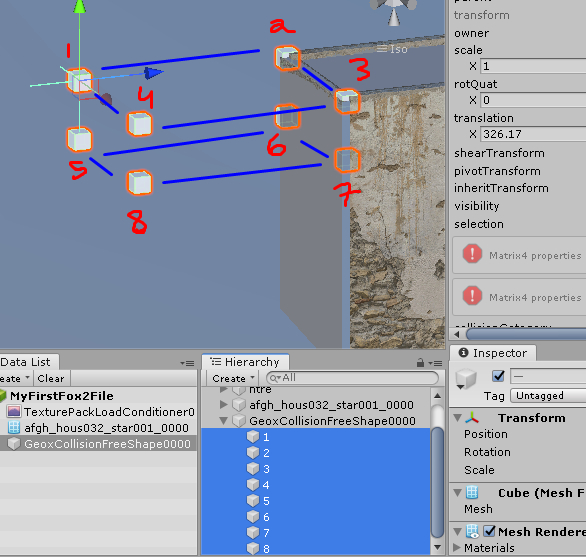 1
a
3
4
5
6
7
8
Iso
parent
transform
owner
scale
X 1
rotQuat
X 0
translation
X 326.17
shearTransform
pivotTransform
inheritTransform
visibility
selection
Matrix4 properties
Matrix4 properties
collisionCategory
Data List
eate Clear
MyFirstFox2File
TexturePackLoadConditioner0
afgh_hous032_star001_0000
GeoxCollisionFreeShape0000
Hierarchy
Create All
ntre
afgh_hous032_star001_0000
GeoxCollisionFreeShape0000
1
2
3
4
5
6
7
8
Inspector
—
Tag Untagged
Transform
Position
Rotation
Scale
Cube (Mesh F
Mesh
Mesh Rendere
Materials